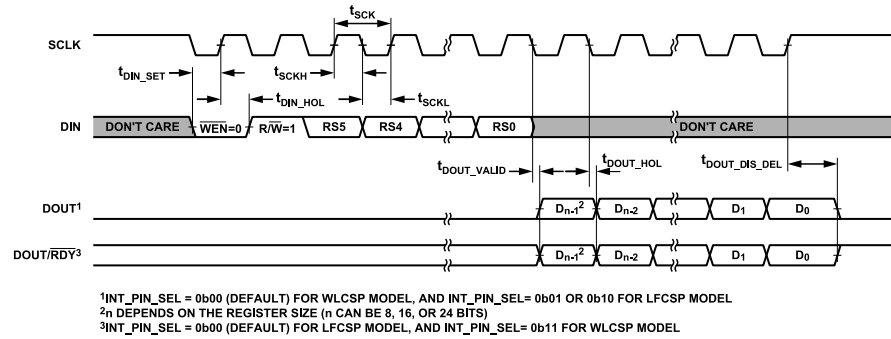 tSCK
SCLK
tDIN_SET
tSCKH
tDIN_HOL
tSCKL
DIN
DON'T CARE
WEN=0
R/W=1
RS5
RS4
RS0
DON'T CARE
tDOUT_VALID
tDOUT_HOL
tDOUT_DIS_DEL
DOUT1
Dn-12
Dn-2
D1
D0
DOUT/RDY3
Dn-12
Dn-2
D1
D0
1INT_PIN_SEL = 0b00 (DEFAULT) FOR WLCSP MODEL, AND INT_PIN_SEL= 0b01 OR 0b10 FOR LFCSP MODEL
2n DEPENDS ON THE REGISTER SIZE (n CAN BE 8, 16, OR 24 BITS)
3INT_PIN_SEL = 0b00 (DEFAULT) FOR LFCSP MODEL, AND INT_PIN_SEL= 0b11 FOR WLCSP MODEL